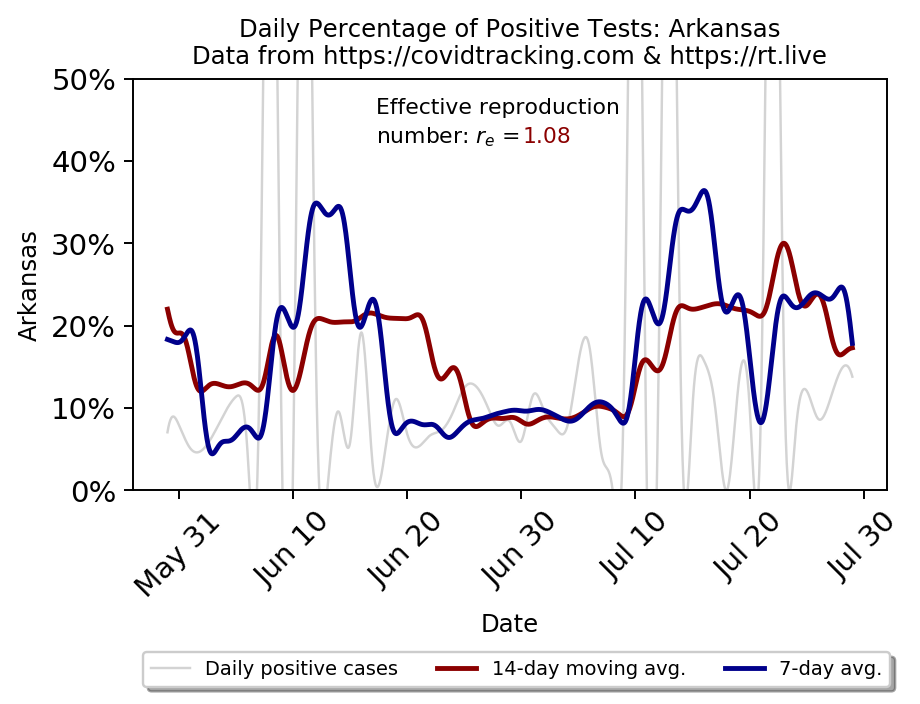 Daily Percentage of Positive Tests: Arkansas
Data from https://covidtracking.com & https://rt.live
Effective reproduction
number: rₑ =1.08
50%
40%
30%
20%
10%
0%
Arkansas
May 31
Jun 10
Jun 20
Jun 30
Jul 10
Jul 20
Jul 30
Date
Daily positive cases
14-day moving avg.
7-day avg.